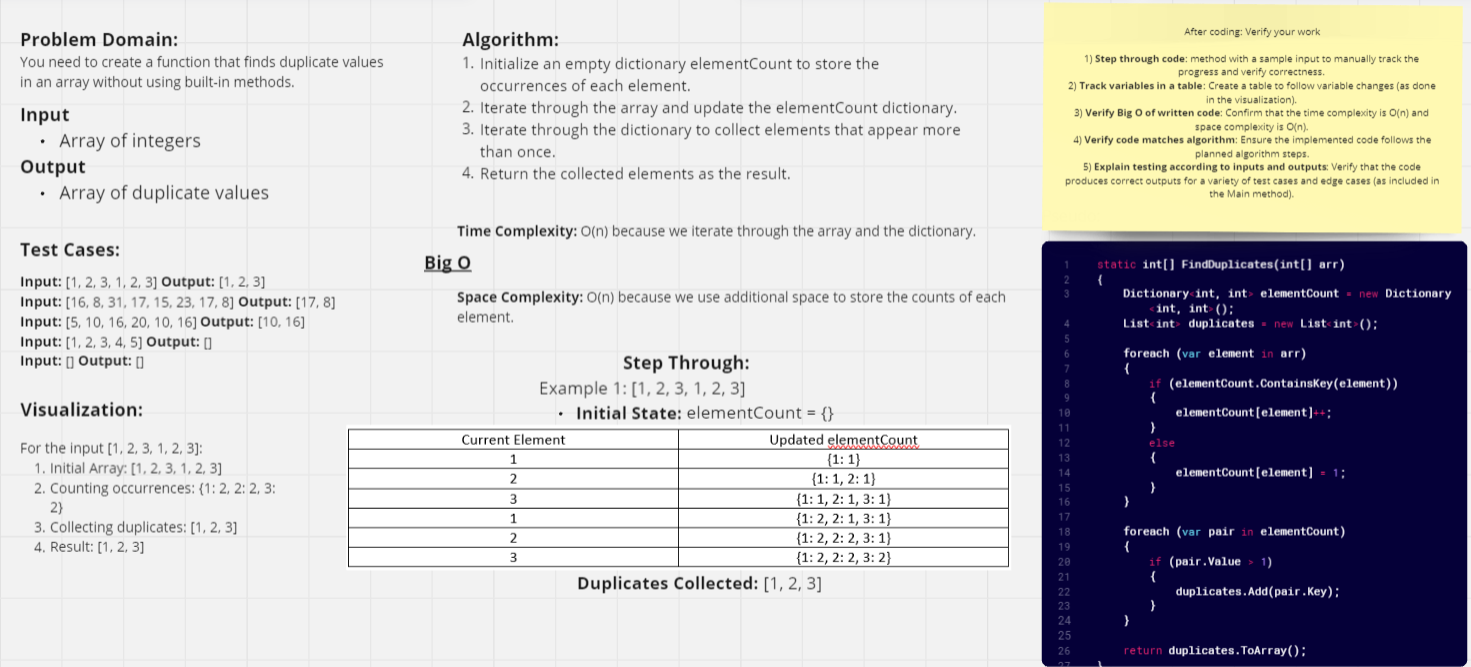 Problem Domain:
You need to create a function that finds duplicate values
in an array without using built-in methods.
Input
• Array of integers
Output
• Array of duplicate values
Test Cases:
Input: [1, 2, 3, 1, 2, 3] Output: [1, 2, 3]
Input: [16, 8, 31, 17, 15, 23, 17, 8] Output: [17, 8]
Input: [5, 10, 16, 20, 10, 16] Output: [10, 16]
Input: [1, 2, 3, 4, 5] Output: []
Input: [] Output: []
Visualization:
For the input [1, 2, 3, 1, 2, 3]:
1. Initial Array: [1, 2, 3, 1, 2, 3]
2. Counting occurrences: {1: 2, 2: 2, 3:
2}
3. Collecting duplicates: [1, 2, 3]
4. Result: [1, 2, 3]
Algorithm:
1. Initialize an empty dictionary elementCount to store the
occurrences of each element.
2. Iterate through the array and update the elementCount dictionary.
3. Iterate through the dictionary to collect elements that appear more
than once.
4. Return the collected elements as the result.
Time Complexity: O(n) because we iterate through the array and the dictionary.
Big O
Space Complexity: O(n) because we use additional space to store the counts of each
element.
Step Through:
Example 1: [1, 2, 3, 1, 2, 3]
• Initial State: elementCount = {}
Current Element Updated elementCount
1 {1: 1}
2 {1: 1, 2: 1}
3 {1: 1, 2: 1, 3: 1}
1 {1: 2, 2: 1, 3: 1}
2 {1: 2, 2: 2, 3: 1}
3 {1: 2, 2: 2, 3: 2}
Duplicates Collected: [1, 2, 3]
After coding: Verify your work
1) Step through code: method with a sample input to manually track the
progress and verify correctness.
2) Track variables in a table: Create a table to follow variable changes (as done
in the visualization).
3) Verify Big O of written code: Confirm that the time complexity is O(n) and
space complexity is O(n).
4) Verify code matches algorithm: Ensure the implemented code follows the
planned algorithm steps.
5) Explain testing according to inputs and outputs: Verify that the code
produces correct outputs for a variety of test cases and edge cases (as included in
the Main method).
1 static int[] FindDuplicates(int[] arr)
2 {
3 Dictionary<int, int> elementCount = new Dictionary
<int, int>();
4 List<int> duplicates = new List<int>();
5
6 foreach (var element in arr)
7 {
8 if (elementCount.ContainsKey(element))
9 {
10 elementCount[element]++;
11 }
12 else
13 {
14 elementCount[element] = 1;
15 }
16 }
17
18 foreach (var pair in elementCount)
19 {
20 if (pair.Value > 1)
21 {
22 duplicates.Add(pair.Key);
23 }
24 }
25
26 return duplicates.ToArray();
27 }